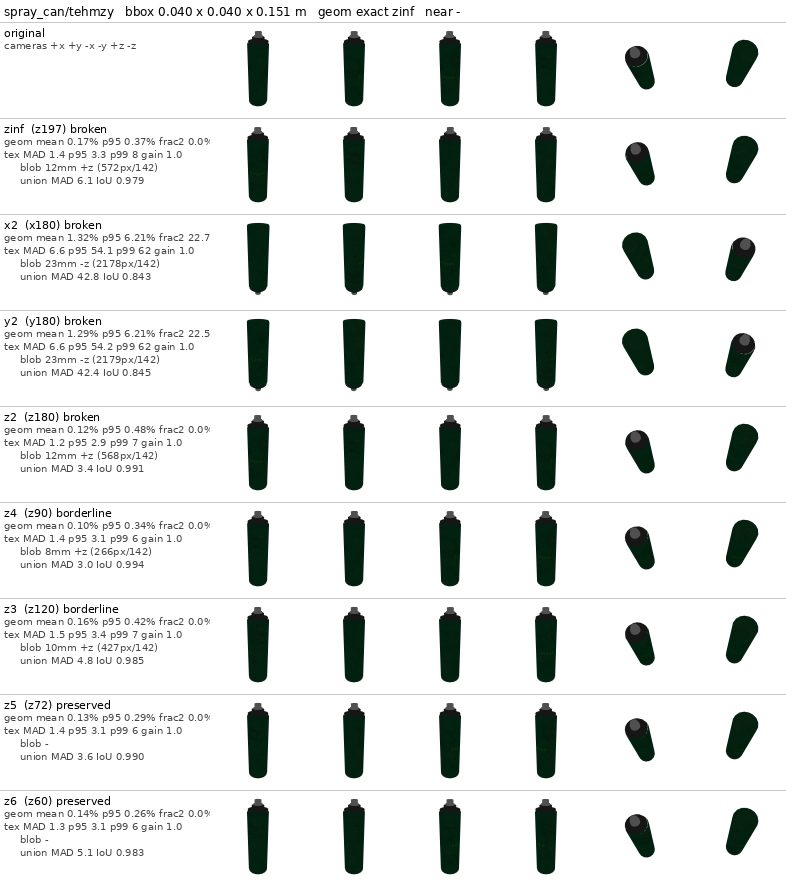 spray_can/tehmzy   bbox 0.040 x 0.040 x 0.151 m   geom exact zinf   near -
original
cameras +x +y -x -y +z -z
zinf  (z197) broken
geom mean 0.17% p95 0.37% frac2 0.0%
tex MAD 1.4 p95 3.3 p99 8 gain 1.0
blob 12mm +z (572px/142)
union MAD 6.1 IoU 0.979
x2  (x180) broken
geom mean 1.32% p95 6.21% frac2 22.7
tex MAD 6.6 p95 54.1 p99 62 gain 1.0
blob 23mm -z (2178px/142)
union MAD 42.8 IoU 0.843
y2  (y180) broken
geom mean 1.29% p95 6.21% frac2 22.5
tex MAD 6.6 p95 54.2 p99 62 gain 1.0
blob 23mm -z (2179px/142)
union MAD 42.4 IoU 0.845
z2  (z180) broken
geom mean 0.12% p95 0.48% frac2 0.0%
tex MAD 1.2 p95 2.9 p99 7 gain 1.0
blob 12mm +z (568px/142)
union MAD 3.4 IoU 0.991
z4  (z90) borderline
geom mean 0.10% p95 0.34% frac2 0.0%
tex MAD 1.4 p95 3.1 p99 6 gain 1.0
blob 8mm +z (266px/142)
union MAD 3.0 IoU 0.994
z3  (z120) borderline
geom mean 0.16% p95 0.42% frac2 0.0%
tex MAD 1.5 p95 3.4 p99 7 gain 1.0
blob 10mm +z (427px/142)
union MAD 4.8 IoU 0.985
z5  (z72) preserved
geom mean 0.13% p95 0.29% frac2 0.0%
tex MAD 1.4 p95 3.1 p99 6 gain 1.0
blob -
union MAD 3.6 IoU 0.990
z6  (z60) preserved
geom mean 0.14% p95 0.26% frac2 0.0%
tex MAD 1.3 p95 3.1 p99 6 gain 1.0
blob -
union MAD 5.1 IoU 0.983